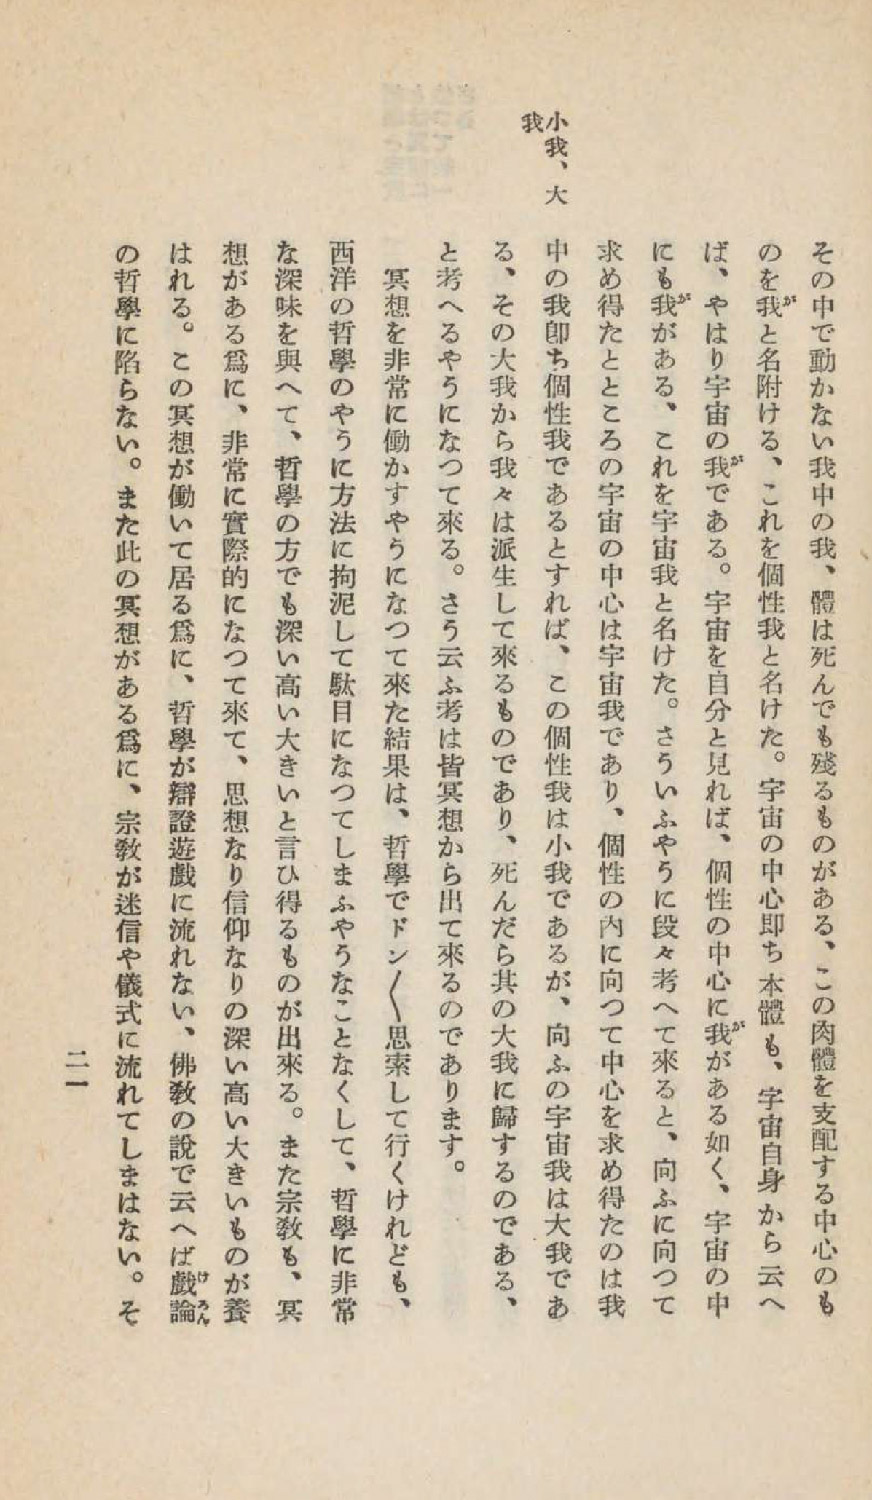 その中で動かない我中の我、體は死んでも殘るものがある、この肉體を支配する中心のも
のを我と名附ける、これを個性我と名けた。宇宙の中心即ち本體も、宇宙自身から云へ
ば、やはり宇宙の我である。宇宙を自分と見れば、個性の中心に我がある如く、宇宙の中
にも我がある、これを宇宙我と名けた。さういふやうに段々考へて來ると、向ふに向つて
求め得たところの宇宙の中心は宇宙我であり、個性の内に向つて中心を求め得たのは我
小我、大
我
中の我卽ち個性我であるとすれば、この個性我は小我であるが、向ふの宇宙我は大我であ
る、その大我から我々は派生して來るものであり、死んだら其の大我に歸するのである、
と考へるやうになつて來る。さう云ふ考は皆冥想から出て來るのであります。
冥想を非常に働かすやうになつて來た結果は、哲學でドン〱思索して行くけれども、
西洋の哲學のやうに方法に拘泥して駄目になつてしまふやうなことなくして、哲學に非常
な深味を與へて、哲學の方でも深い高い大きいと言ひ得るものが出來る。また宗敎も、冥
想がある爲に、非常に實際的になつて來て、思想なり信仰なりの深い高い大きいものが養
はれる。この冥想が働いて居る爲に、哲學が辯證遊戲に流れない、佛敎の說で云へば戲論
の哲學に陷らない。また此の冥想がある爲に、宗敎が迷信や儀式に流れてしまはない。そ
二一